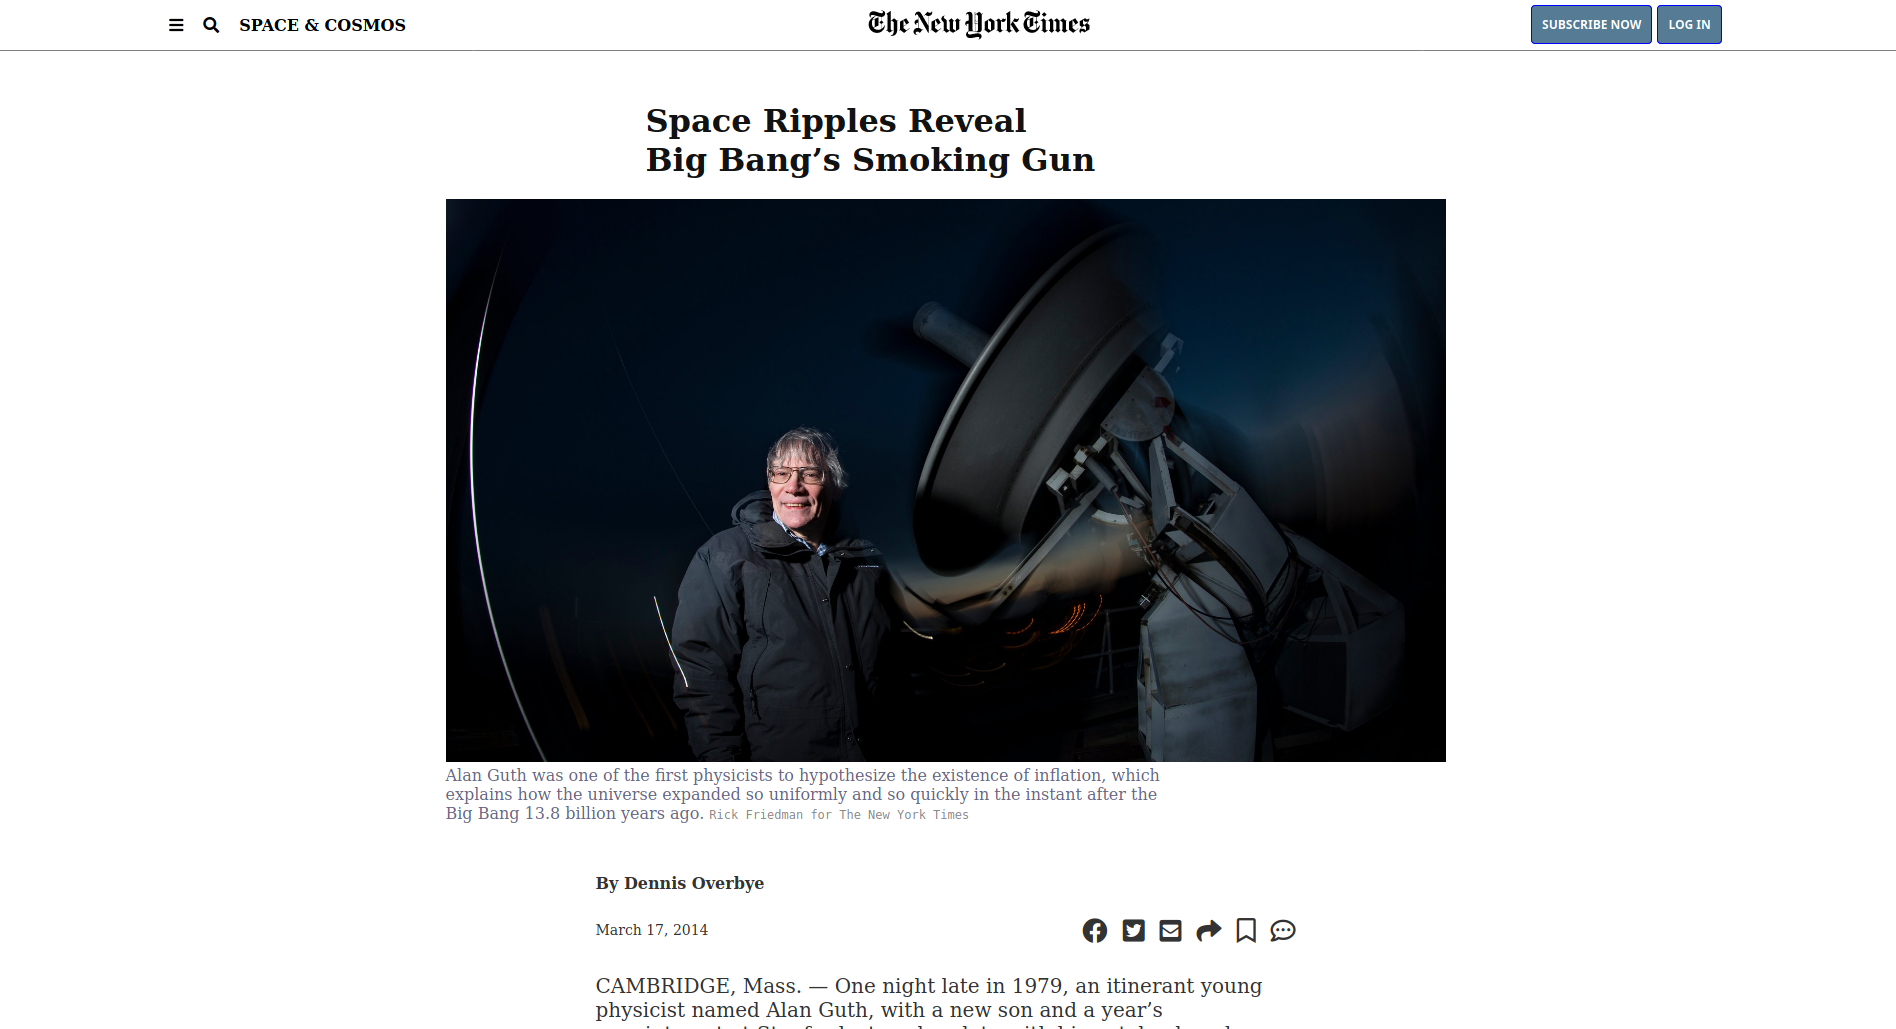 SPACE & COSMOS
The New York Times
SUBSCRIBE NOW
LOG IN
Space Ripples Reveal
Big Bang’s Smoking Gun
Alan Guth was one of the first physicists to hypothesize the existence of inflation, which
explains how the universe expanded so uniformly and so quickly in the instant after the
Big Bang 13.8 billion years ago. Rick Friedman for The New York Times
By Dennis Overbye
March 17, 2014
CAMBRIDGE, Mass. — One night late in 1979, an itinerant young
physicist named Alan Guth, with a new son and a year’s